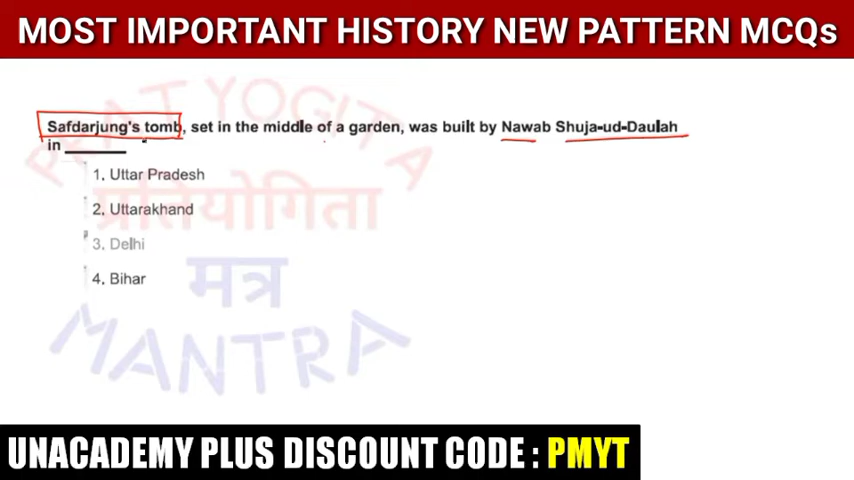 MOST IMPORTANT HISTORY NEW PATTERN MCQs
Safdarjung's tomb, set in the middle of a garden, was built by Nawab Shuja-ud-Daulah
in ______
1. Uttar Pradesh
2. Uttarakhand
3. Delhi
4. Bihar
PRATIYOGITA
प्रतियोगिता
मंत्र
MANTRA
UNACADEMY PLUS DISCOUNT CODE : PMYT